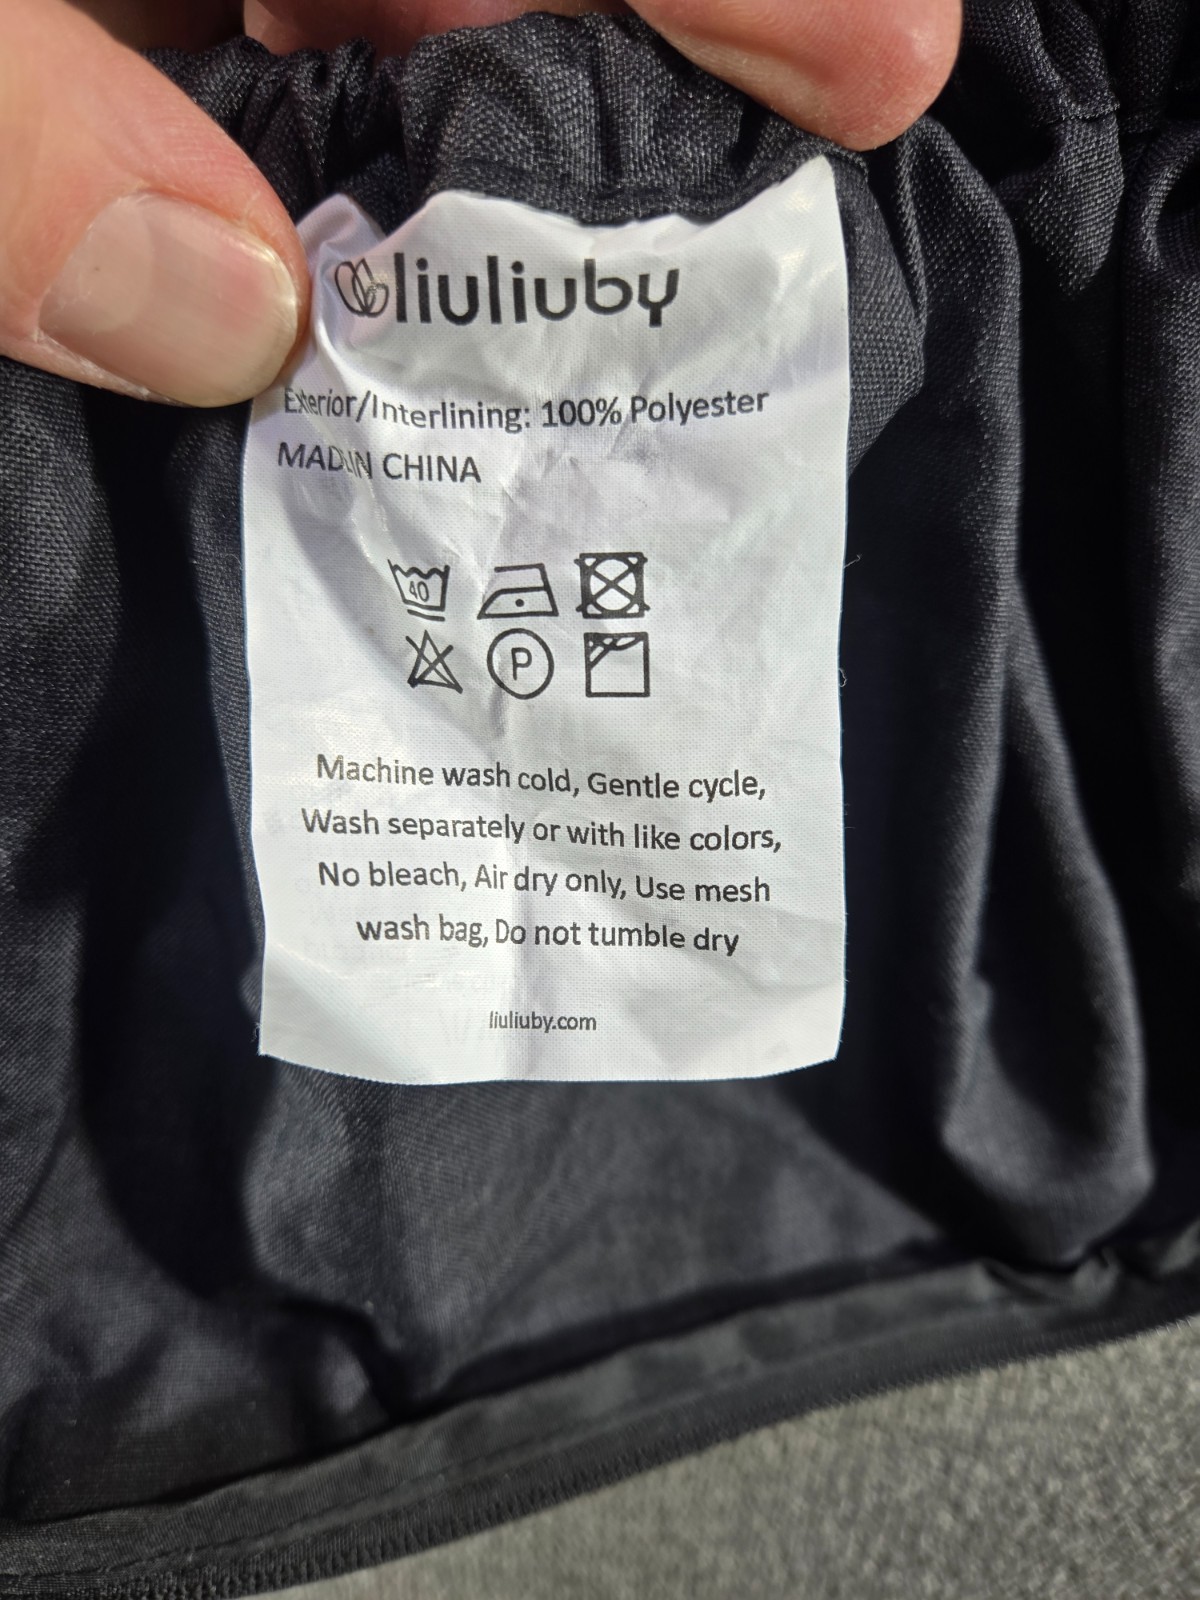 liuliuby
Exterior/Interlining: 100% Polyester
MADIN CHINA
40
P
Machine wash cold, Gentle cycle,
Wash separately or with like colors,
No bleach, Air dry only, Use mesh
wash bag, Do not tumble dry
liuliuby.com